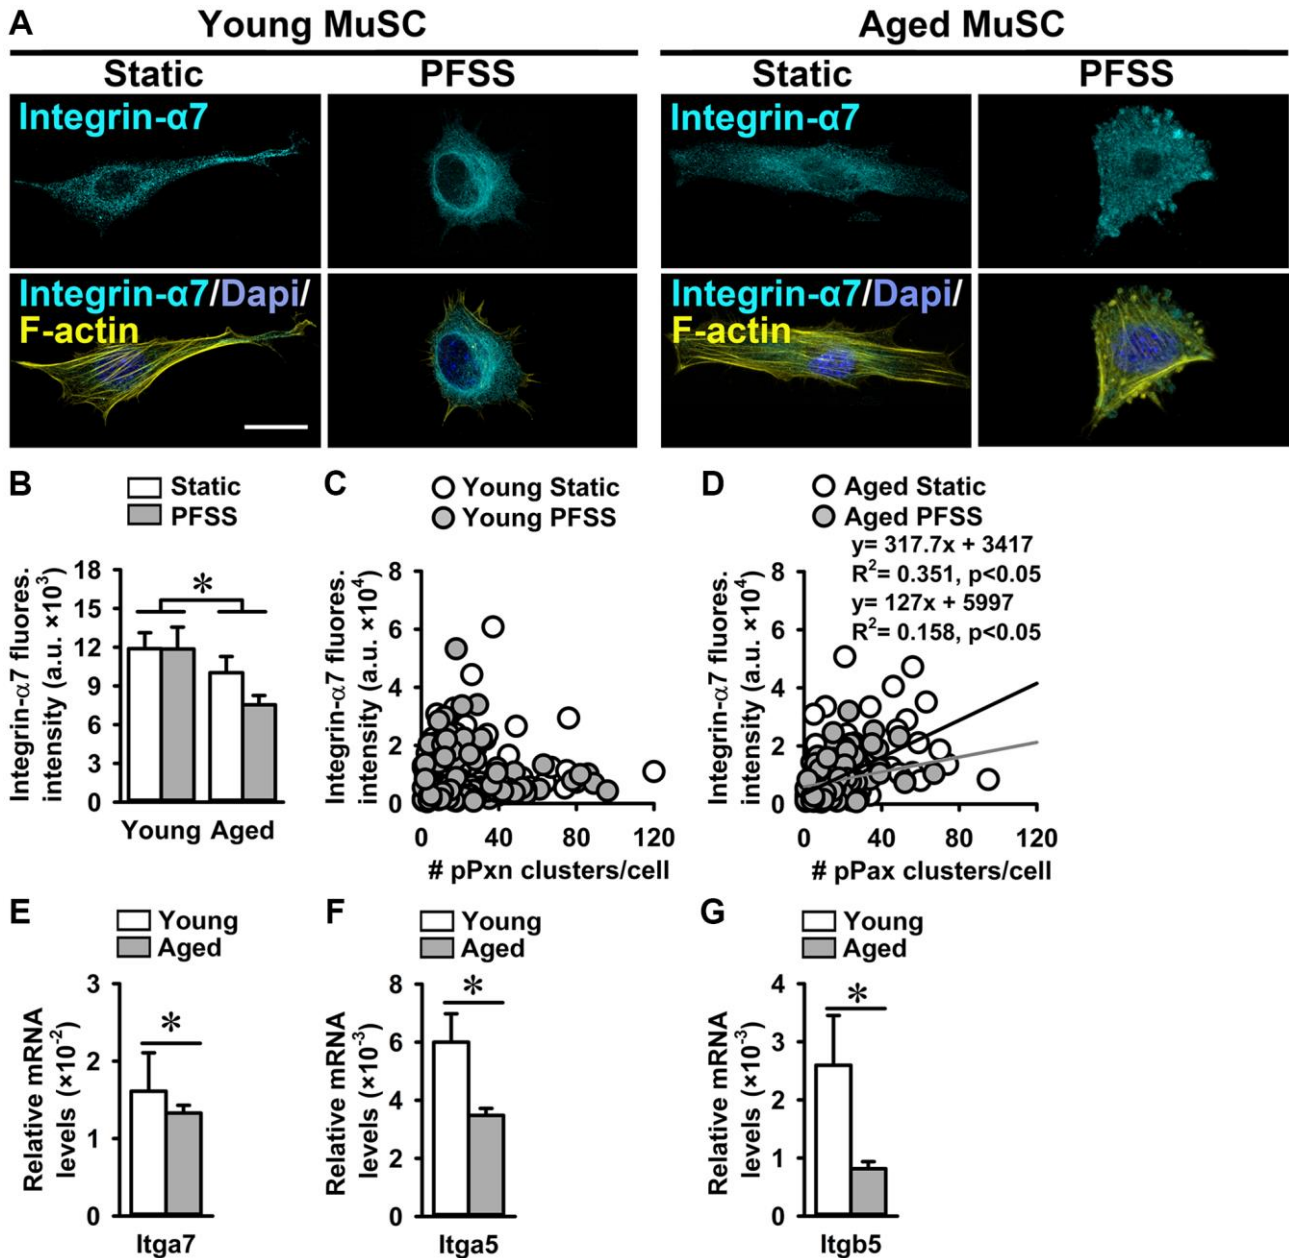 A
Young MuSC
Aged MuSC
Static
PFSS
Static
PFSS
Integrin-α7
Integrin-α7
Integrin-α7/Dapi/
F-actin
Integrin-α7/Dapi/
F-actin
B
Static
PFSS
Integrin-α7 fluores.
intensity (a.u. ×10³)
18
15
12
9
6
3
0
*
Young Aged
C
Young Static
Young PFSS
Integrin-α7 fluores.
intensity (a.u. ×10⁴)
8
6
4
2
0
0 40 80 120
# pPxn clusters/cell
D
Aged Static
Aged PFSS
y= 317.7x + 3417
R²= 0.351, p<0.05
y= 127x + 5997
R²= 0.158, p<0.05
Integrin-α7 fluores.
intensity (a.u. ×10⁴)
8
6
4
2
0
0 40 80 120
# pPax clusters/cell
E
Young
Aged
Relative mRNA
levels (×10⁻²)
3
2
1
0
*
Itga7
F
Young
Aged
Relative mRNA
levels (×10⁻³)
8
6
4
2
0
*
Itga5
G
Young
Aged
Relative mRNA
levels (×10⁻³)
4
3
2
1
0
*
Itgb5